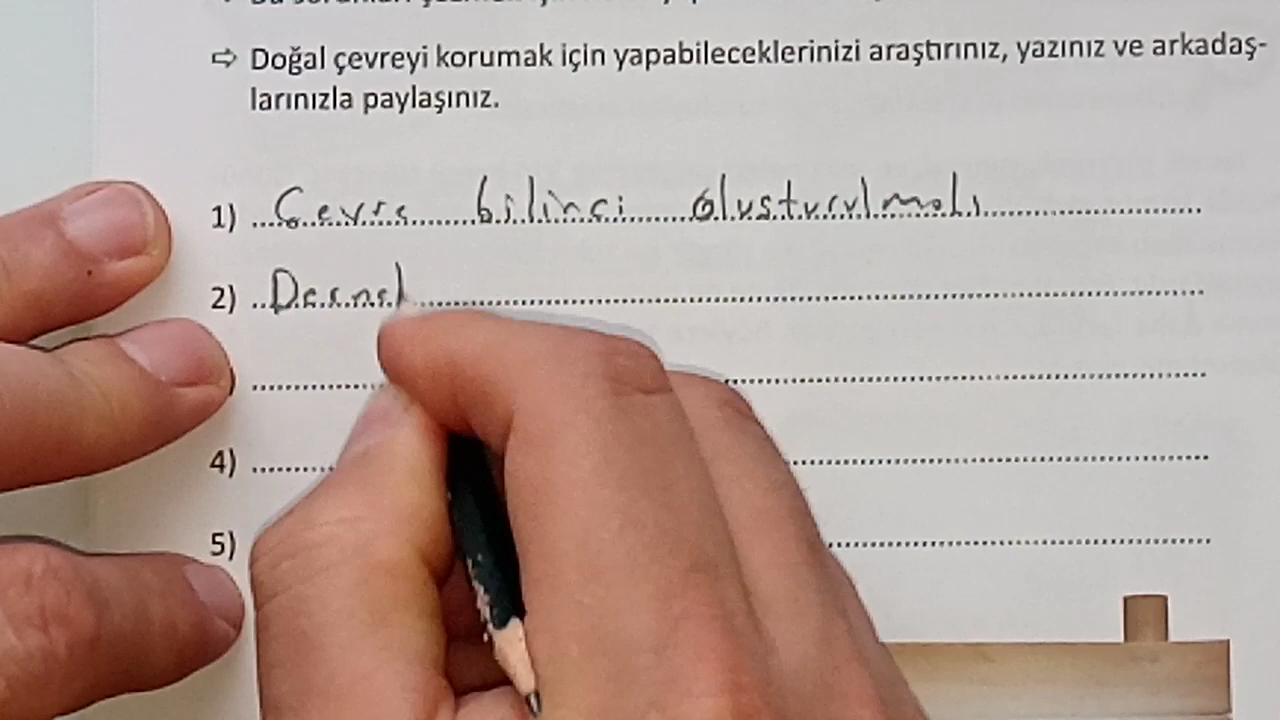 ⇨ Doğal çevreyi korumak için yapabileceklerinizi araştırınız, yazınız ve arkadaş-
larınızla paylaşınız.
1) Çevre bilinci oluşturulmalı
2)
4)
5)